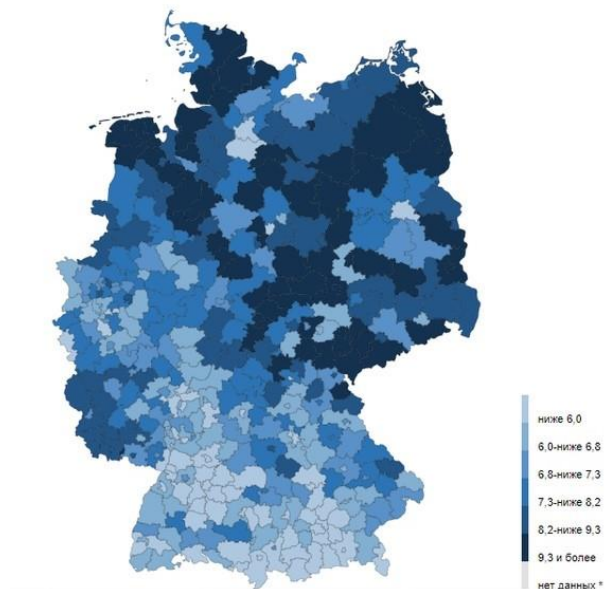 ниже 6,0
6,0-ниже 6,8
6,8-ниже 7,3
7,3-ниже 8,2
8,2-ниже 9,3
9,3 и более
нет данных *